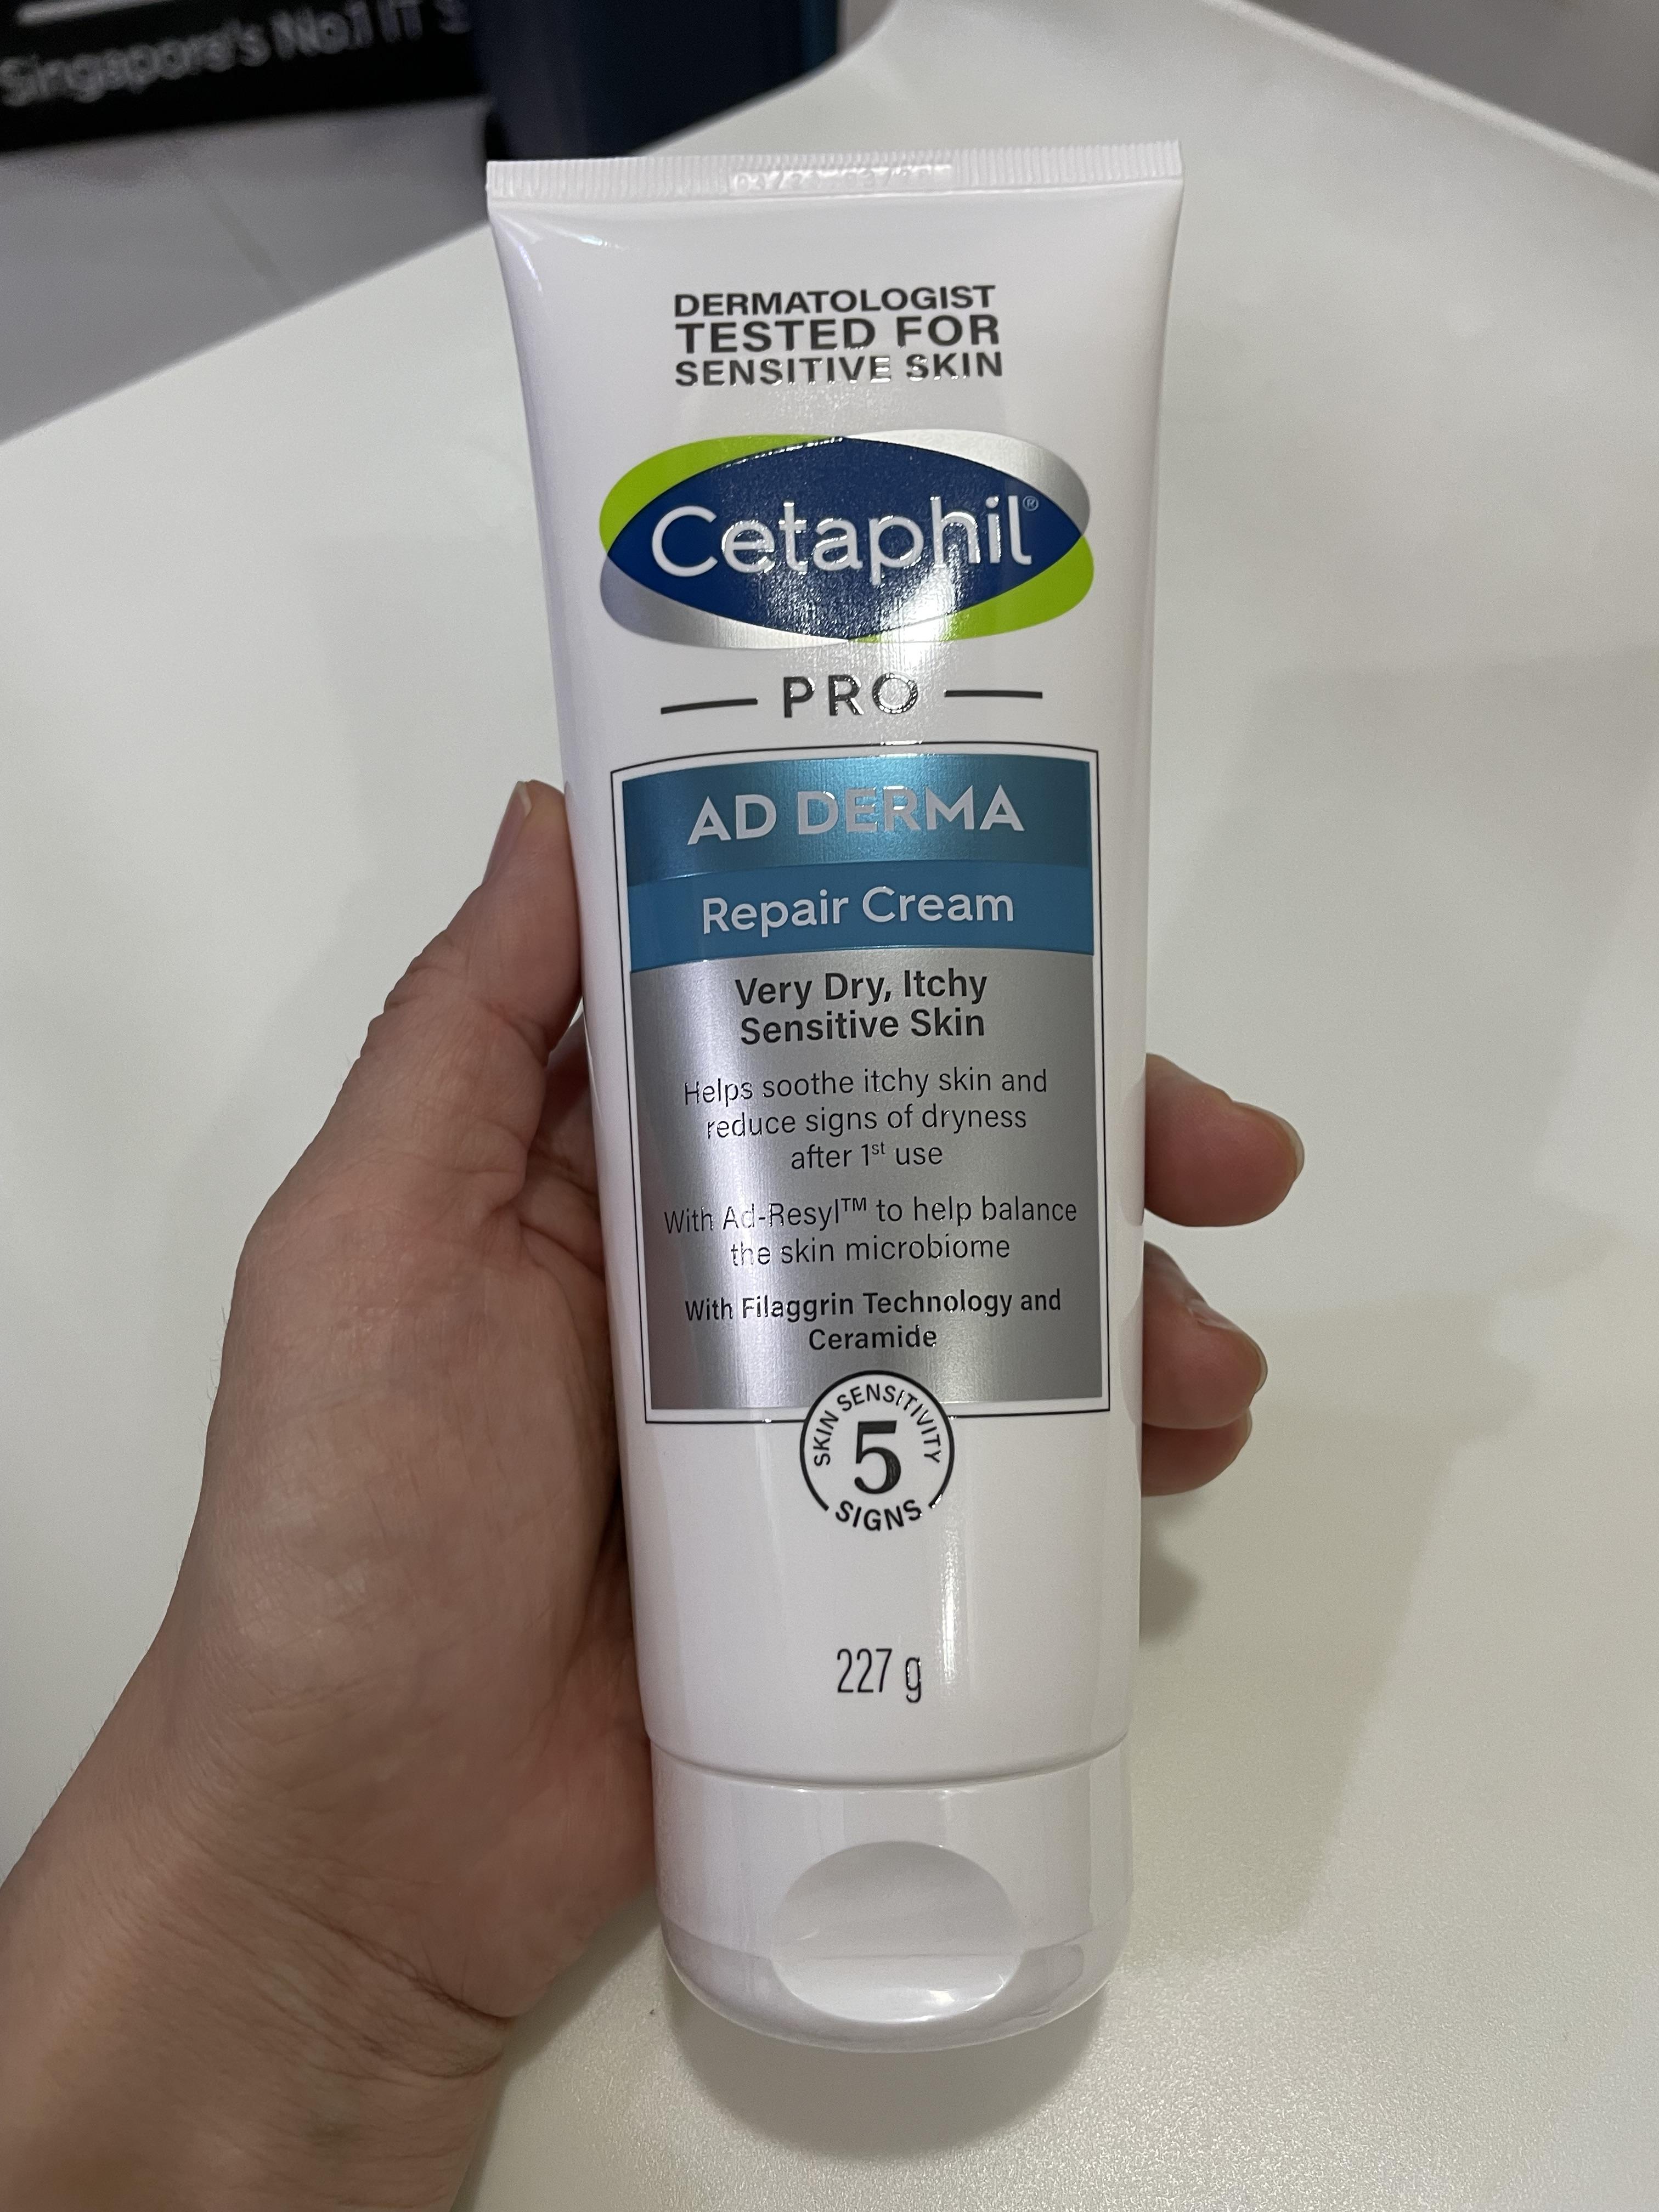 Singapore's No.1 IT
DERMATOLOGIST
TESTED FOR
SENSITIVE SKIN
Cetaphil®
PRO
AD DERMA
Repair Cream
Very Dry, Itchy
Sensitive Skin
Helps soothe itchy skin and
reduce signs of dryness
after 1st use
With Ad-Resyl™ to help balance
the skin microbiome
With Filaggrin Technology and
Ceramide
SKIN SENSITIVITY
5
SIGNS
227 g